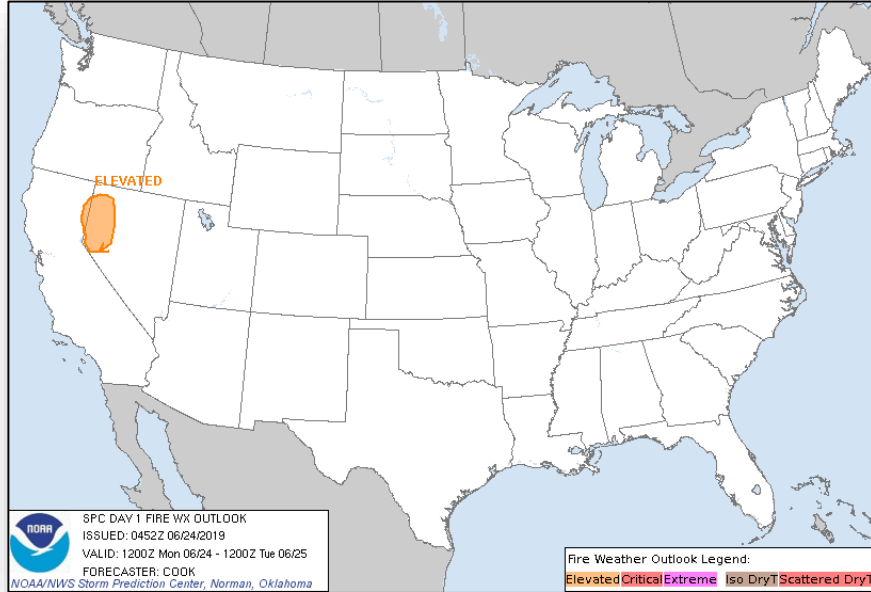 ELEVATED
NOAA
SPC DAY 1 FIRE WX OUTLOOK
ISSUED: 0452Z 06/24/2019
VALID: 1200Z Mon 06/24 - 1200Z Tue 06/25
FORECASTER: COOK
NOAA/NWS Storm Prediction Center, Norman, Oklahoma
Fire Weather Outlook Legend:
Elevated Critical Extreme Iso DryT Scattered DryT